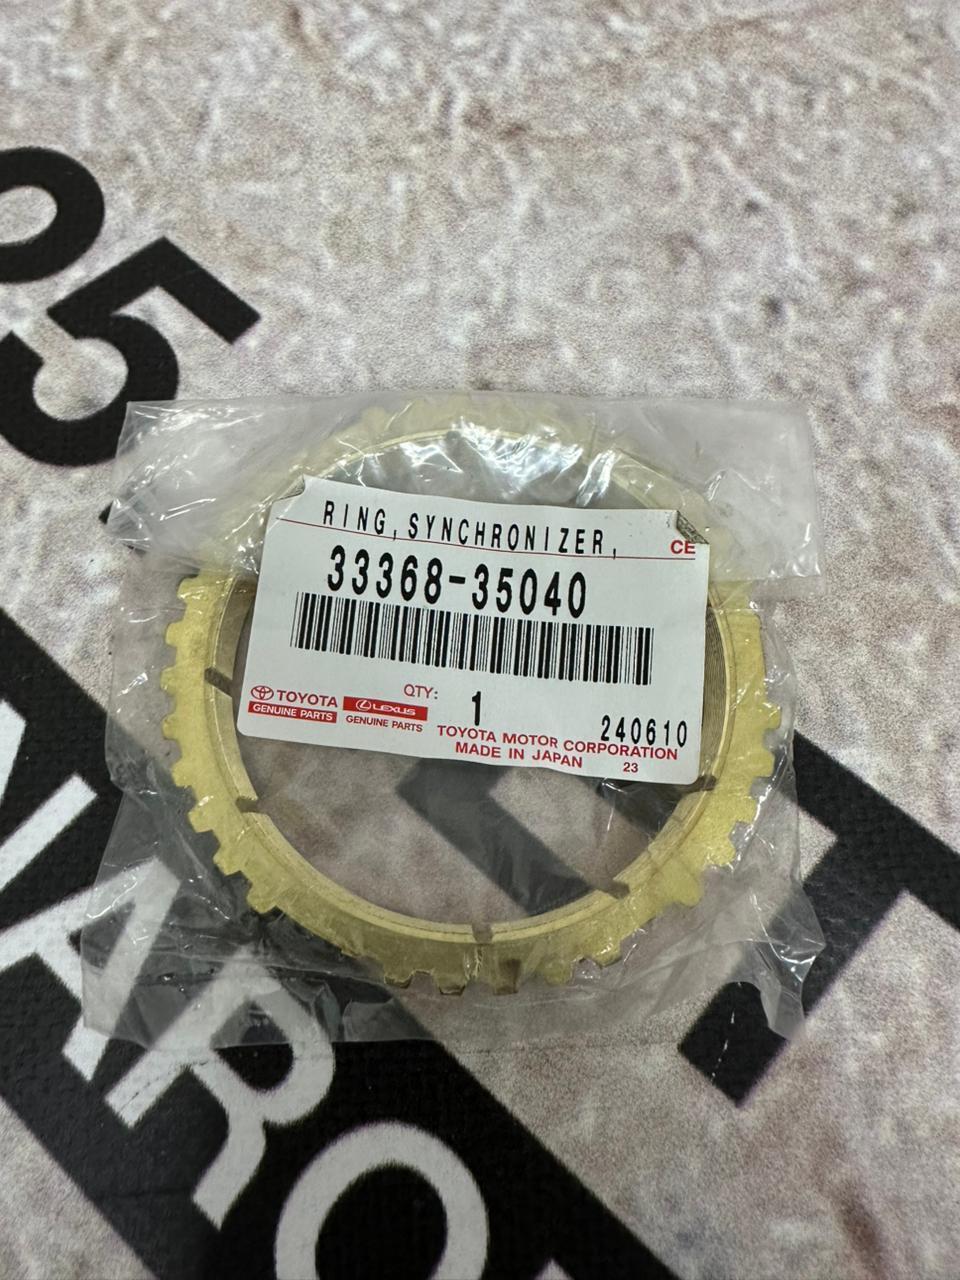 95
RING,SYNCHRONIZER,
CE
33368-35040
TOYOTA
GENUINE PARTS
LEXUS
GENUINE PARTS
QTY:
1
240610
TOYOTA MOTOR CORPORATION
MADE IN JAPAN
23